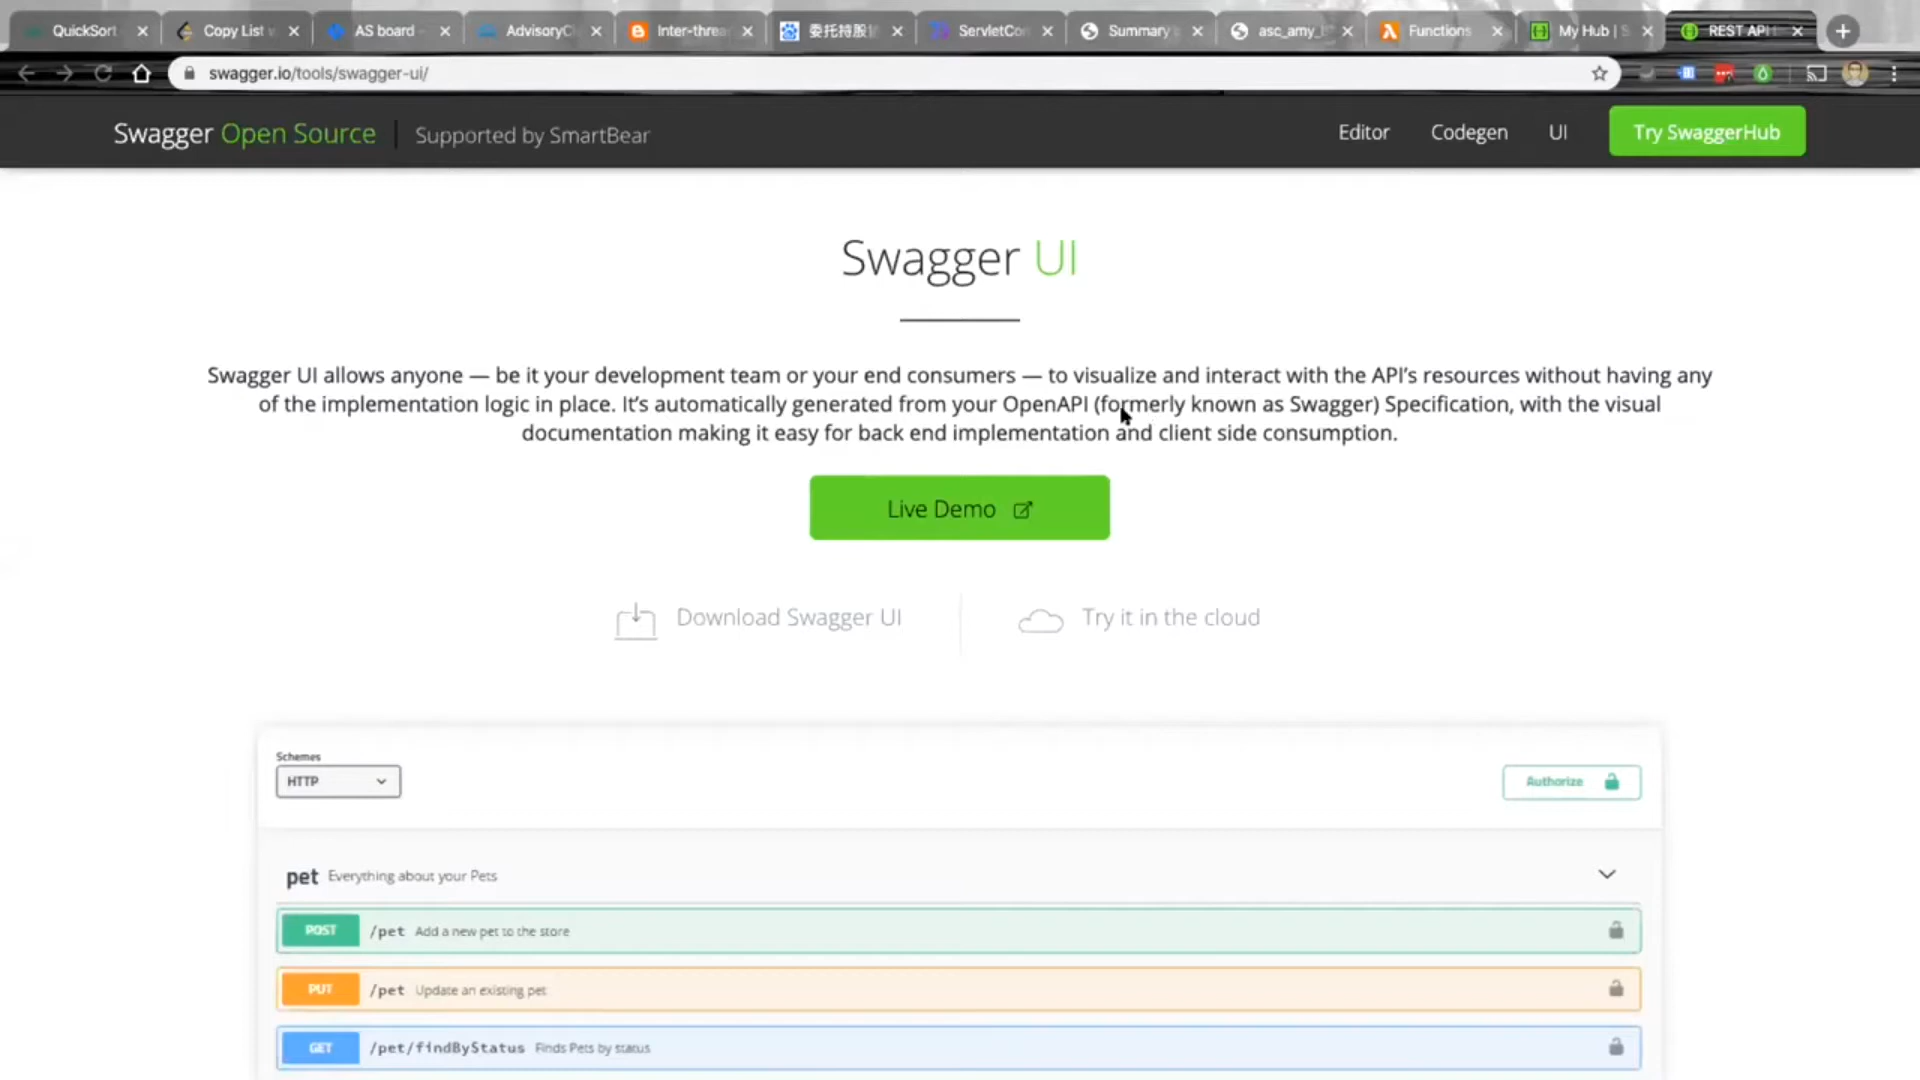 QuickSort
Copy List
AS board
AdvisoryC
Inter-threa
委托持股
ServletCo
Summary
asc_amy_
Functions
My Hub | S
REST API
swagger.io/tools/swagger-ui/
Swagger Open Source | Supported by SmartBear
Editor
Codegen
UI
Try SwaggerHub
Swagger UI
Swagger UI allows anyone — be it your development team or your end consumers — to visualize and interact with the API's resources without having any
of the implementation logic in place. It's automatically generated from your OpenAPI (formerly known as Swagger) Specification, with the visual
documentation making it easy for back end implementation and client side consumption.
Live Demo
Download Swagger UI
Try it in the cloud
Schemes
HTTP
Authorize
pet Everything about your Pets
POST /pet Add a new pet to the store
PUT /pet Update an existing pet
GET /pet/findByStatus Finds Pets by status